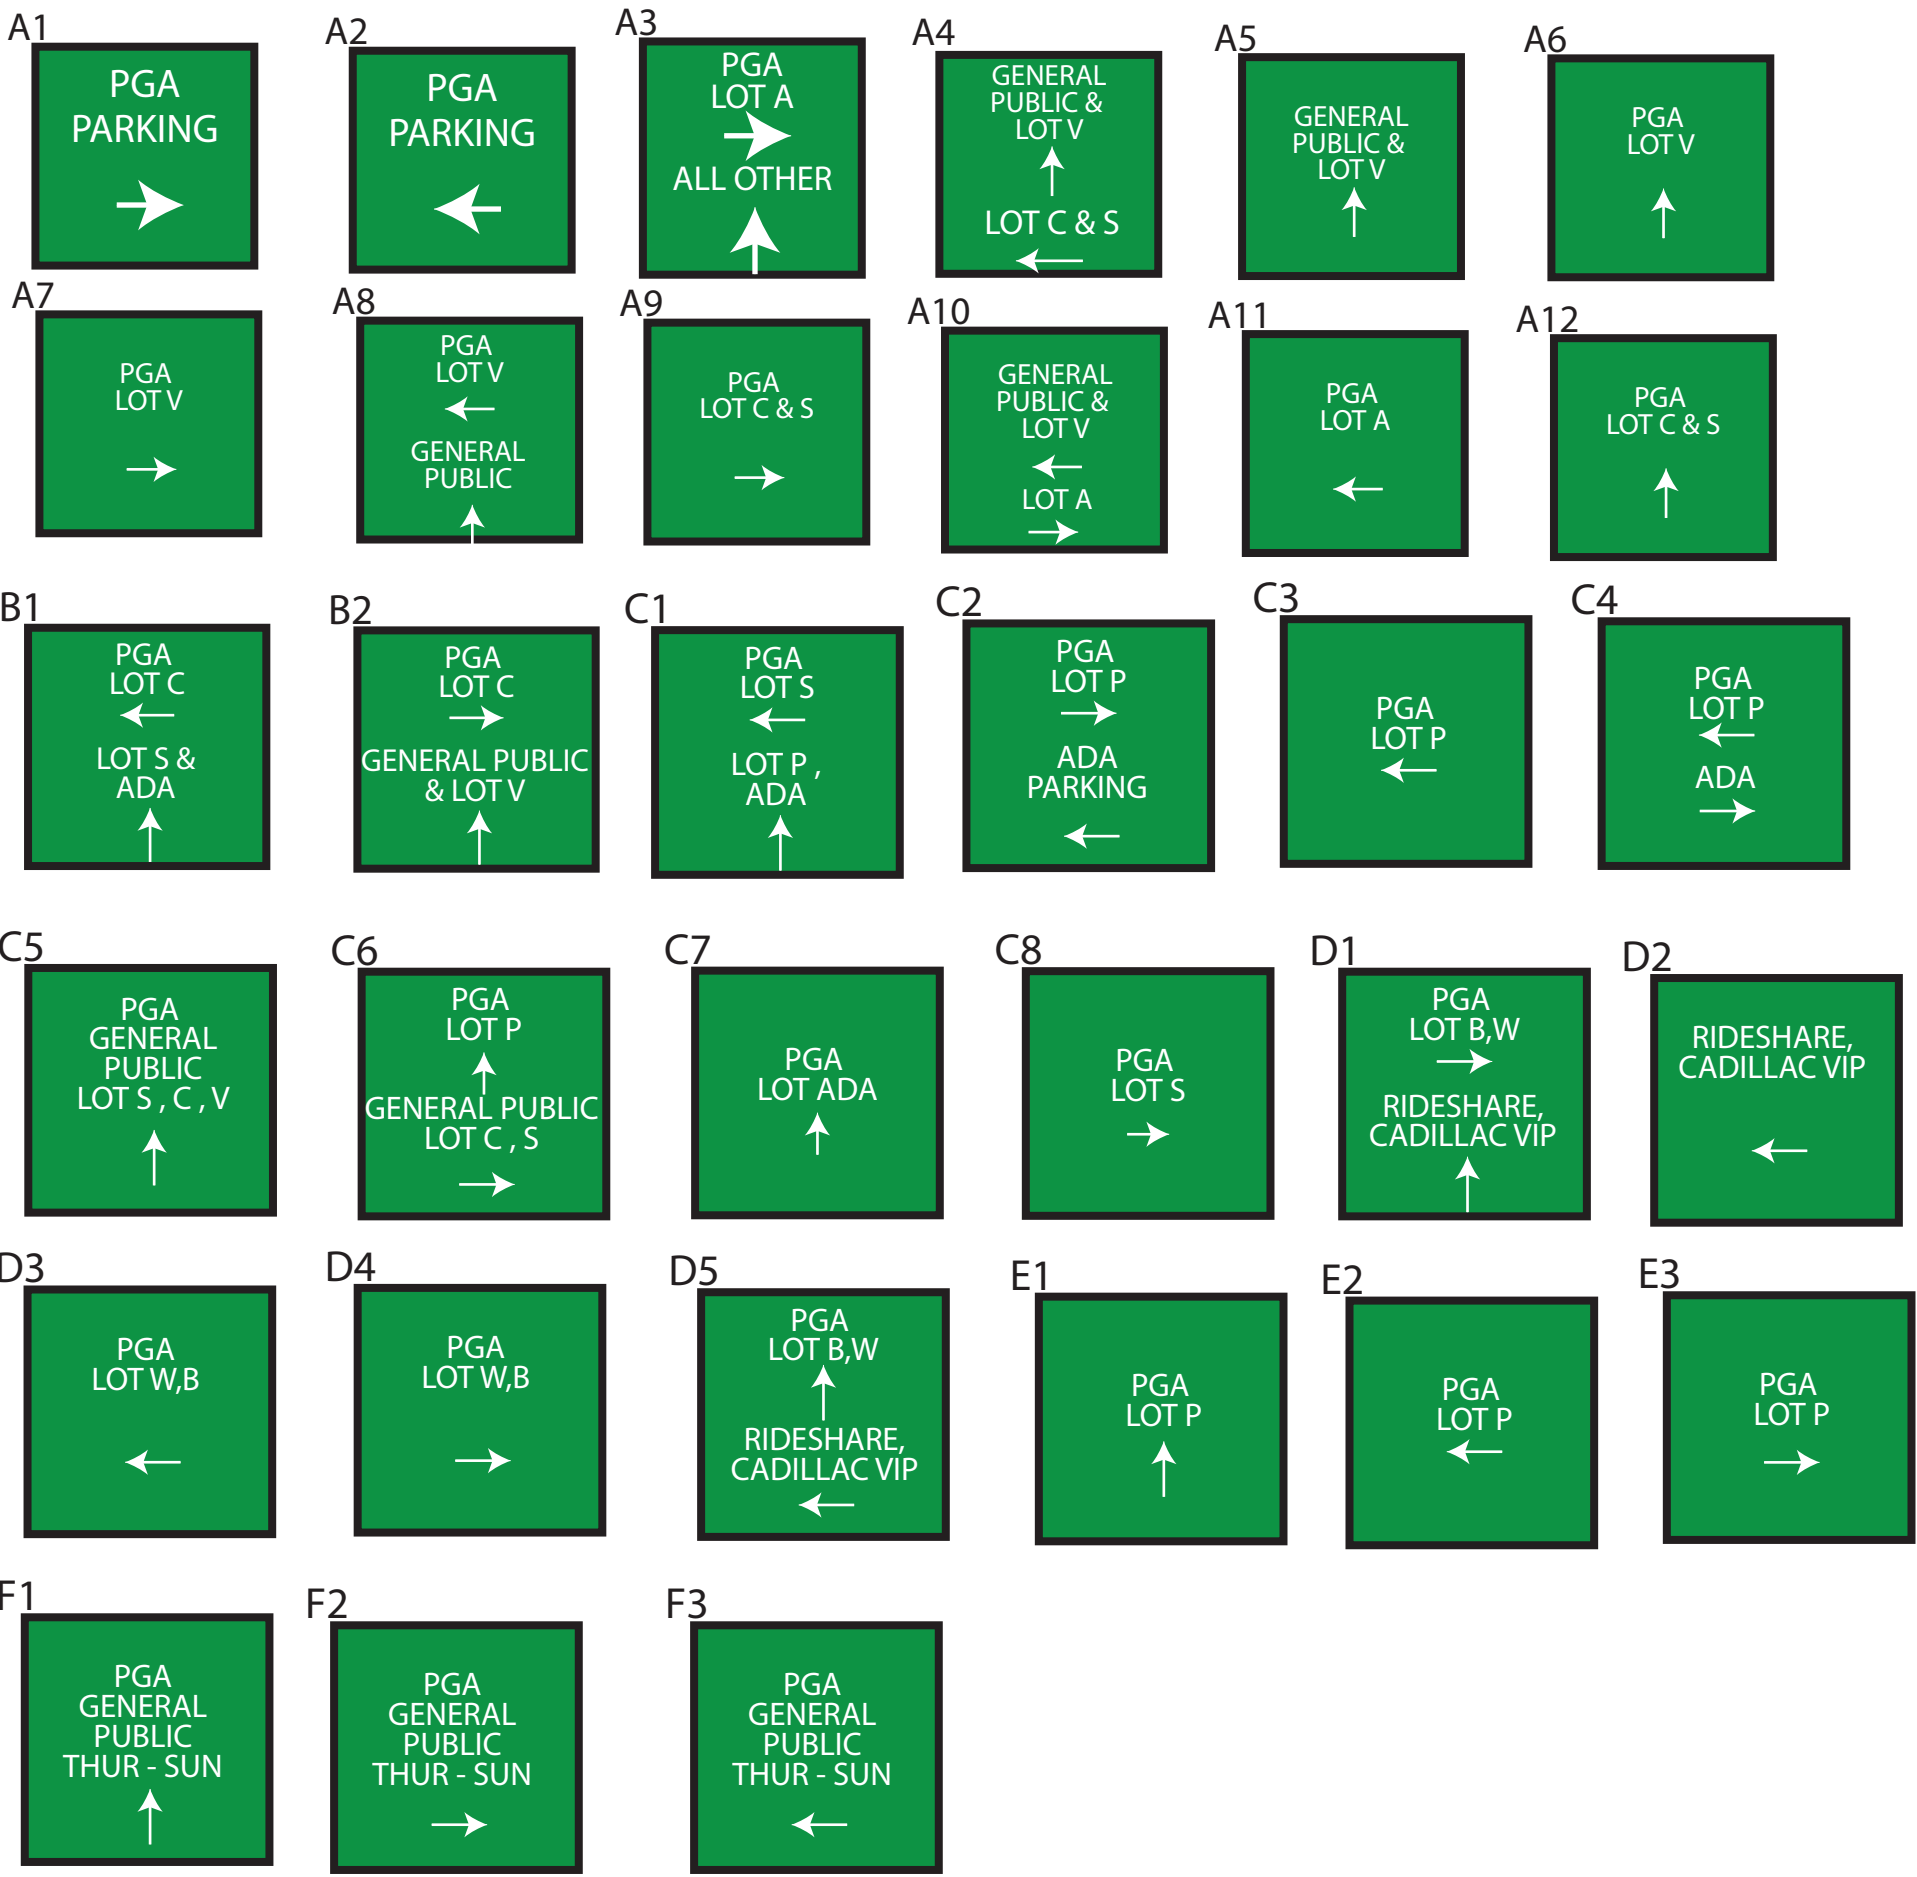 A1
PGA
PARKING
A2
PGA
PARKING
A3
PGA
LOT A
ALL OTHER
A4
GENERAL
PUBLIC &
LOT V
LOT C & S
A5
GENERAL
PUBLIC &
LOT V
A6
PGA
LOT V
A7
PGA
LOT V
A8
PGA
LOT V
GENERAL
PUBLIC
A9
PGA
LOT C & S
A10
GENERAL
PUBLIC &
LOT V
LOT A
A11
PGA
LOT A
A12
PGA
LOT C & S
B1
PGA
LOT C
LOT S &
ADA
B2
PGA
LOT C
GENERAL PUBLIC
& LOT V
C1
PGA
LOT S
LOT P ,
ADA
C2
PGA
LOT P
ADA
PARKING
C3
PGA
LOT P
C4
PGA
LOT P
ADA
C5
PGA
GENERAL
PUBLIC
LOT S , C , V
C6
PGA
LOT P
GENERAL PUBLIC
LOT C , S
C7
PGA
LOT ADA
C8
PGA
LOT S
D1
PGA
LOT B,W
RIDESHARE,
CADILLAC VIP
D2
RIDESHARE,
CADILLAC VIP
D3
PGA
LOT W,B
D4
PGA
LOT W,B
D5
PGA
LOT B,W
RIDESHARE,
CADILLAC VIP
E1
PGA
LOT P
E2
PGA
LOT P
E3
PGA
LOT P
F1
PGA
GENERAL
PUBLIC
THUR - SUN
F2
PGA
GENERAL
PUBLIC
THUR - SUN
F3
PGA
GENERAL
PUBLIC
THUR - SUN